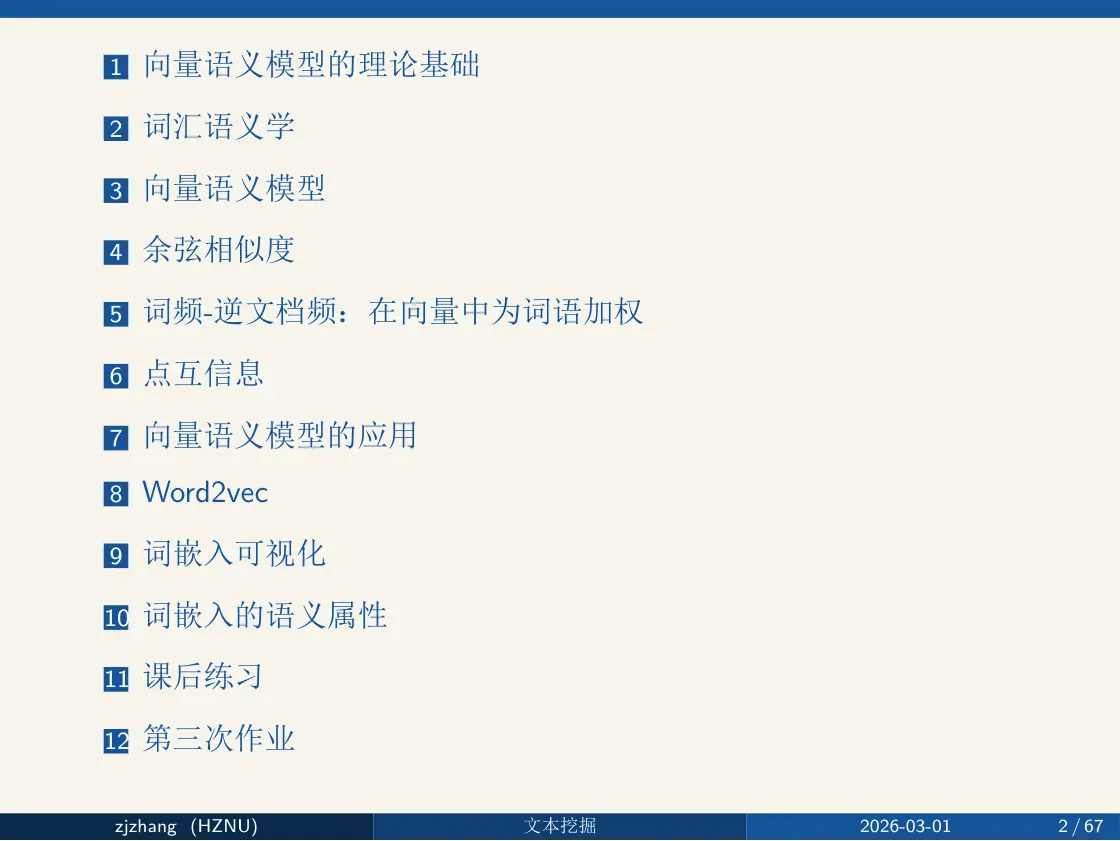 1 向量语义模型的理论基础
2 词汇语义学
3 向量语义模型
4 余弦相似度
5 词频-逆文档频：在向量中为词语加权
6 点互信息
7 向量语义模型的应用
8 Word2vec
9 词嵌入可视化
10 词嵌入的语义属性
11 课后练习
12 第三次作业
zjzhang (HZNU) 文本挖掘 2026-03-01 2 / 67